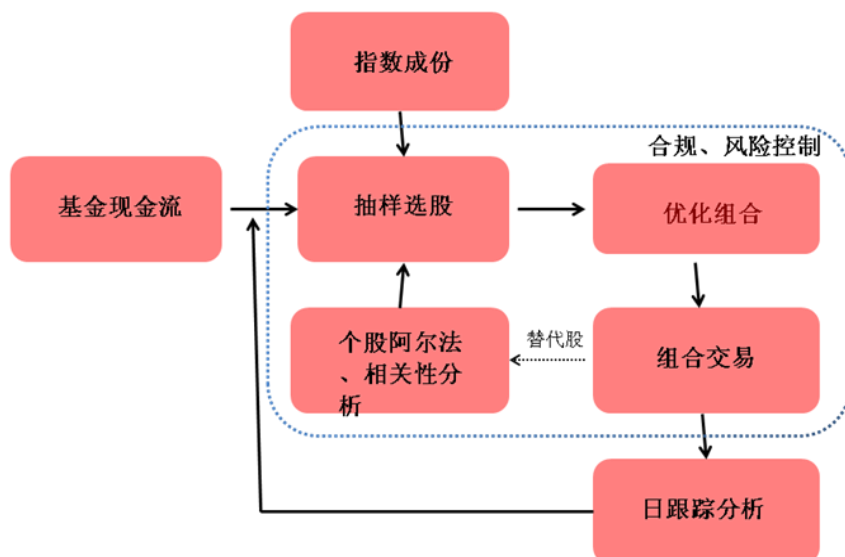 指数成份
合规、风险控制
基金现金流
抽样选股
优化组合
个股阿尔法
、相关性分
析
替代股
组合交易
日跟踪分析